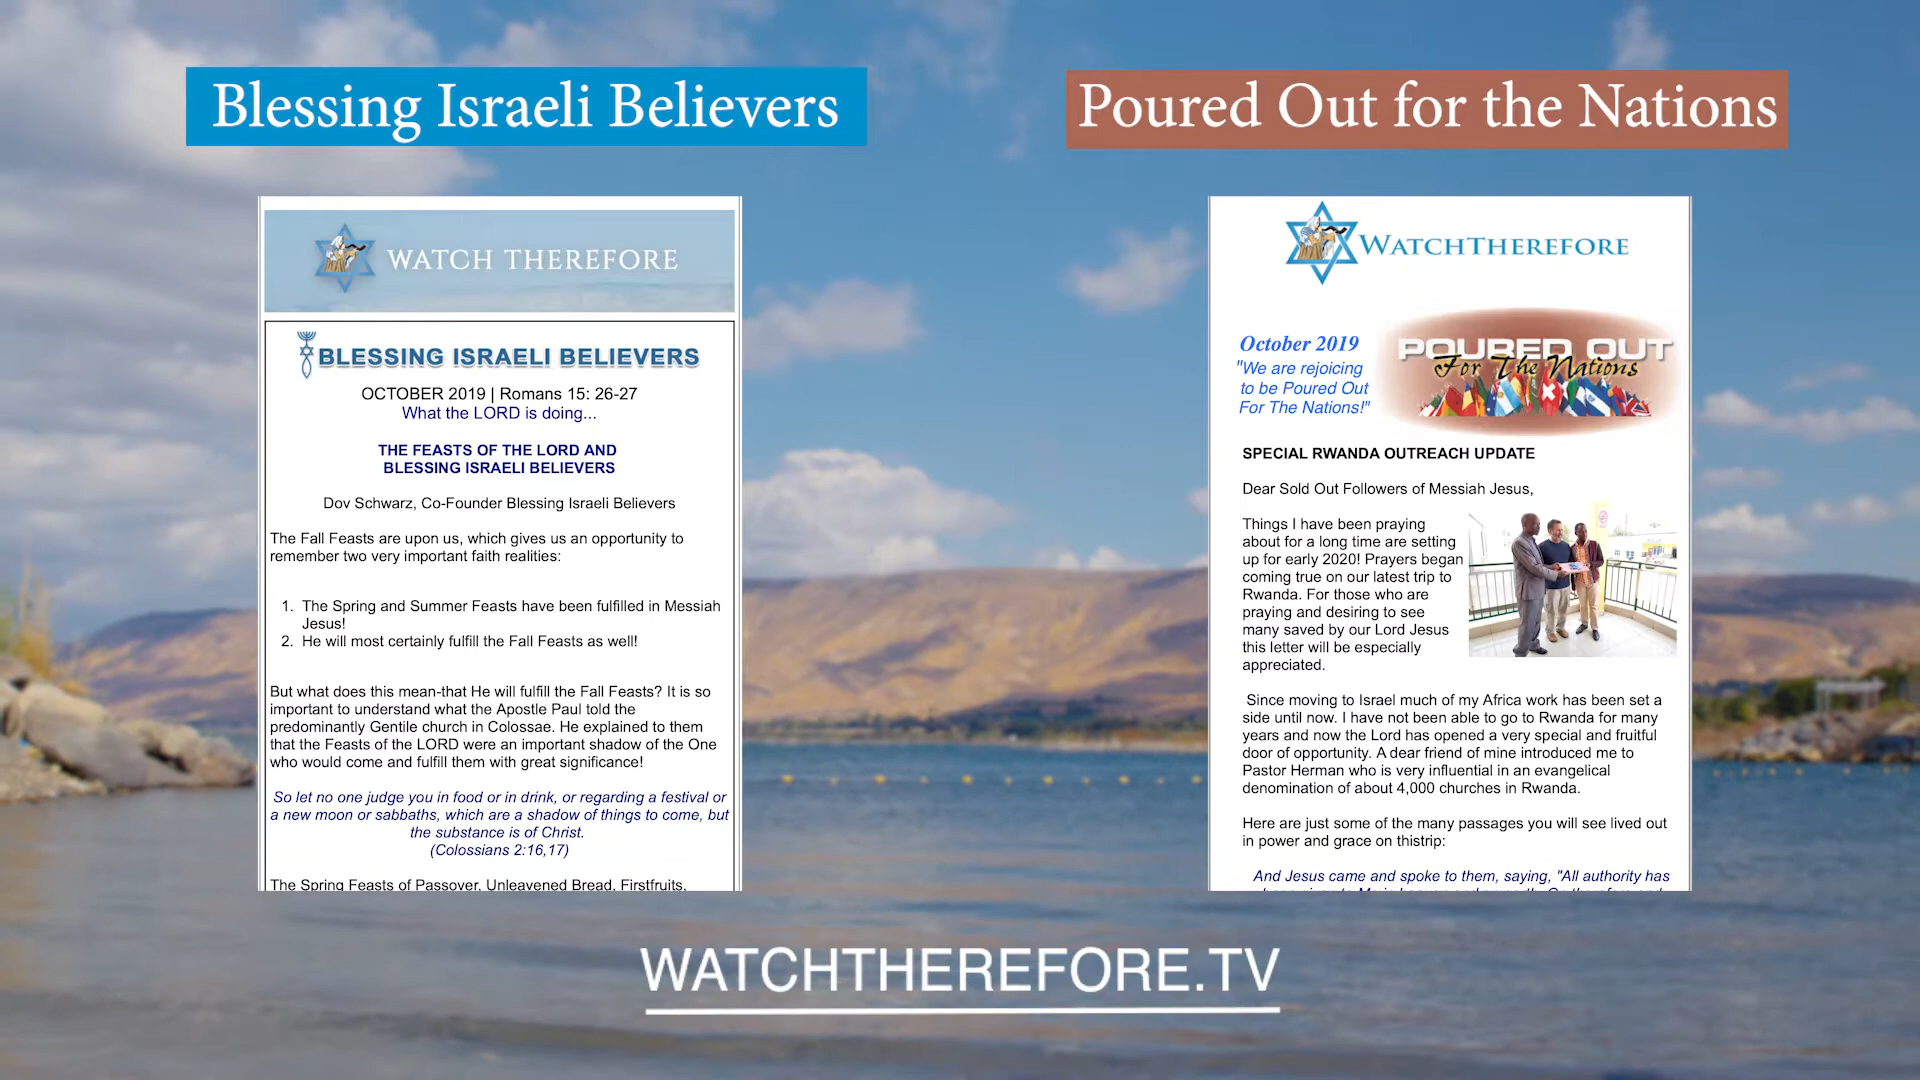 Blessing Israeli Believers
WATCH THEREFORE
BLESSING ISRAELI BELIEVERS
OCTOBER 2019 | Romans 15: 26-27
What the LORD is doing...
THE FEASTS OF THE LORD AND
BLESSING ISRAELI BELIEVERS
Dov Schwarz, Co-Founder Blessing Israeli Believers
The Fall Feasts are upon us, which gives us an opportunity to
remember two very important faith realities:
1. The Spring and Summer Feasts have been fulfilled in Messiah
Jesus!
2. He will most certainly fulfill the Fall Feasts as well!
But what does this mean-that He will fulfill the Fall Feasts? It is so
important to understand what the Apostle Paul told the
predominantly Gentile church in Colossae. He explained to them
that the Feasts of the LORD were an important shadow of the One
who would come and fulfill them with great significance!
So let no one judge you in food or in drink, or regarding a festival or
a new moon or sabbaths, which are a shadow of things to come, but
the substance is of Christ.
(Colossians 2:16,17)
The Spring Feasts of Passover, Unleavened Bread, Firstfruits,
Poured Out for the Nations
WATCHTHEREFORE
October 2019
"We are rejoicing
to be Poured Out
For The Nations!"
POURED OUT
For The Nations
SPECIAL RWANDA OUTREACH UPDATE
Dear Sold Out Followers of Messiah Jesus,
Things I have been praying
about for a long time are setting
up for early 2020! Prayers began
coming true on our latest trip to
Rwanda. For those who are
praying and desiring to see
many saved by our Lord Jesus
this letter will be especially
appreciated.
Since moving to Israel much of my Africa work has been set a
side until now. I have not been able to go to Rwanda for many
years and now the Lord has opened a very special and fruitful
door of opportunity. A dear friend of mine introduced me to
Pastor Herman who is very influential in an evangelical
denomination of about 4,000 churches in Rwanda.
Here are just some of the many passages you will see lived out
in power and grace on thistrip:
And Jesus came and spoke to them, saying, "All authority has
WATCHTHEREFORE.TV